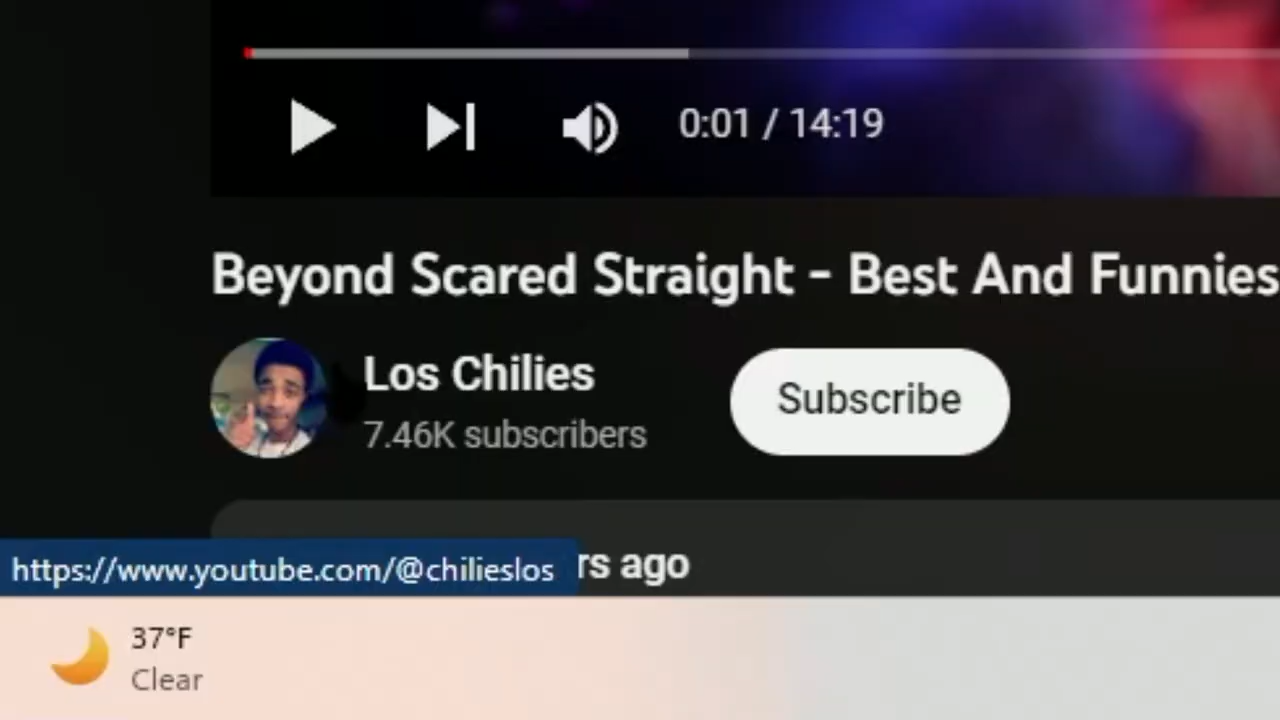 0:01 / 14:19
Beyond Scared Straight - Best And Funnies
Los Chilies
7.46K subscribers
Subscribe
rs ago
https://www.youtube.com/@chilieslos
37°F
Clear